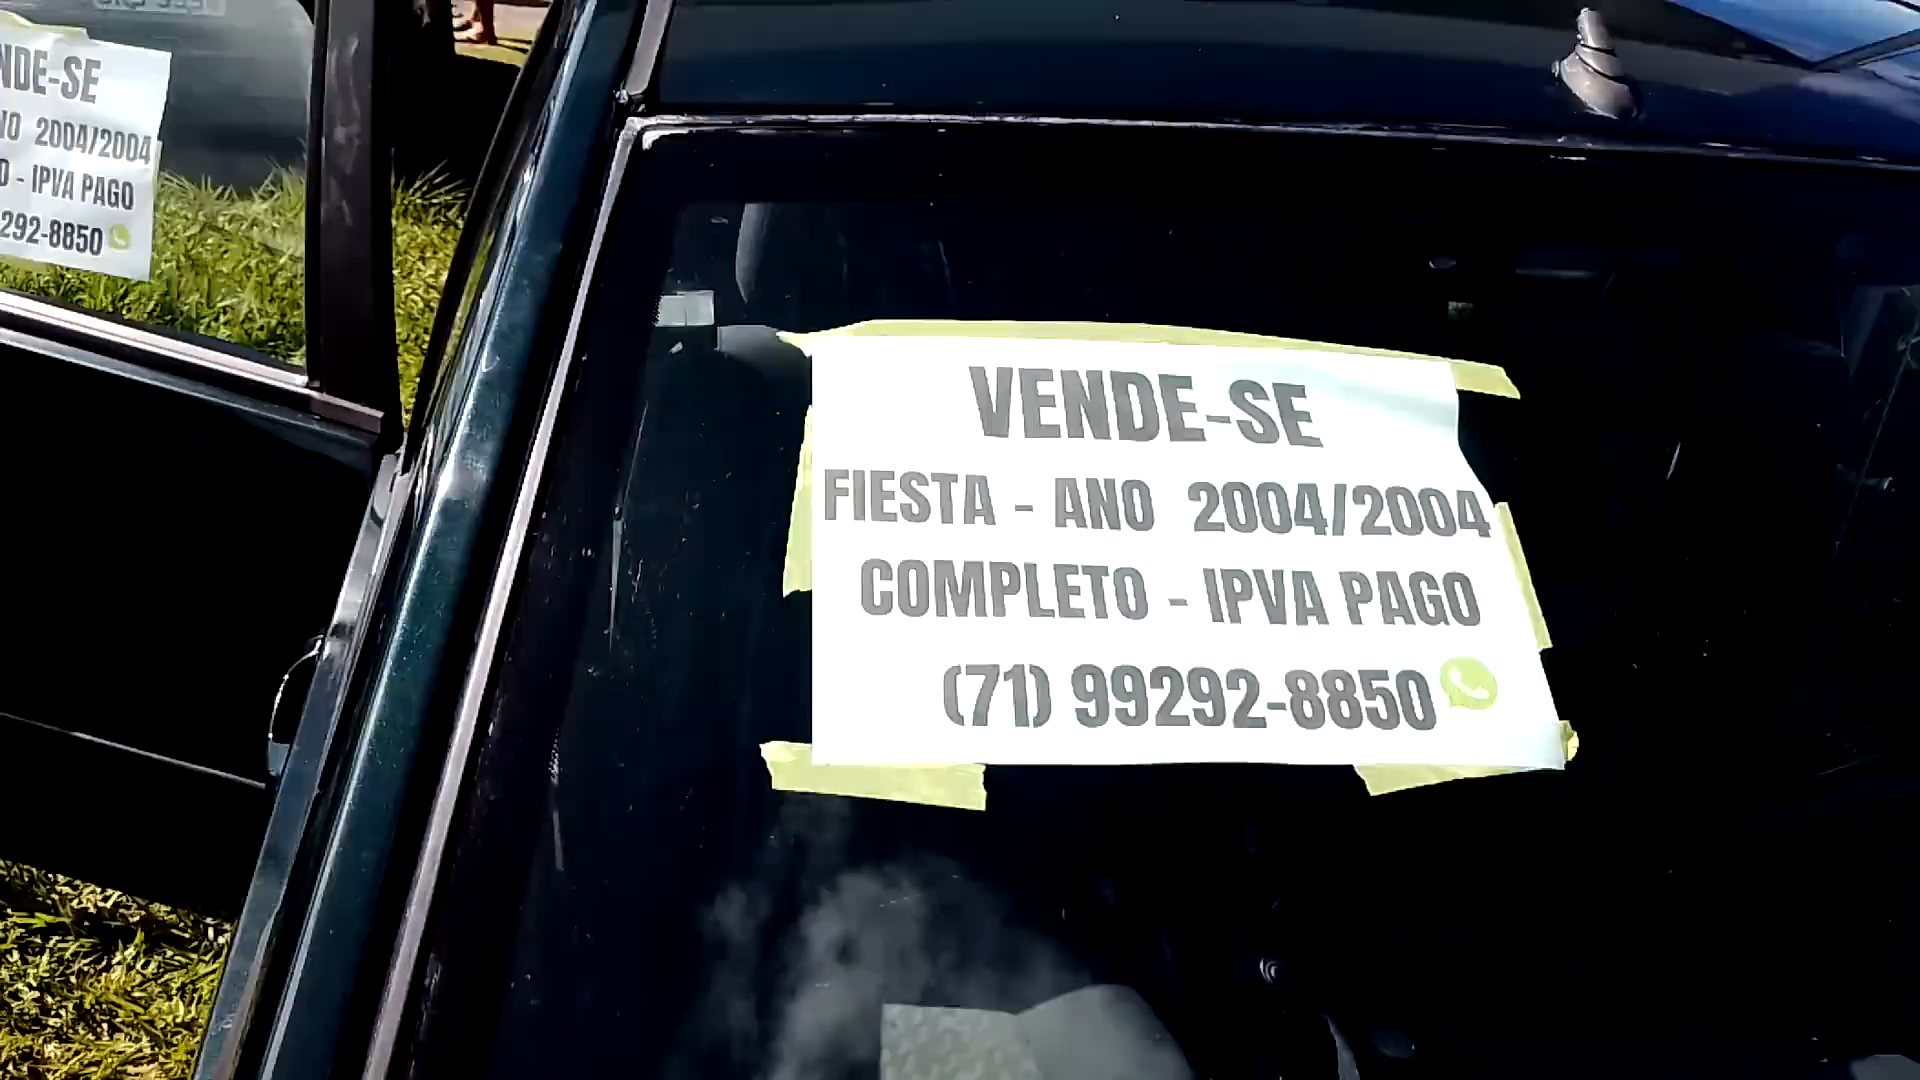 NDE-SE
NO 2004/2004
O - IPVA PAGO
292-8850
VENDE-SE
FIESTA - ANO 2004/2004
COMPLETO - IPVA PAGO
(71) 99292-8850